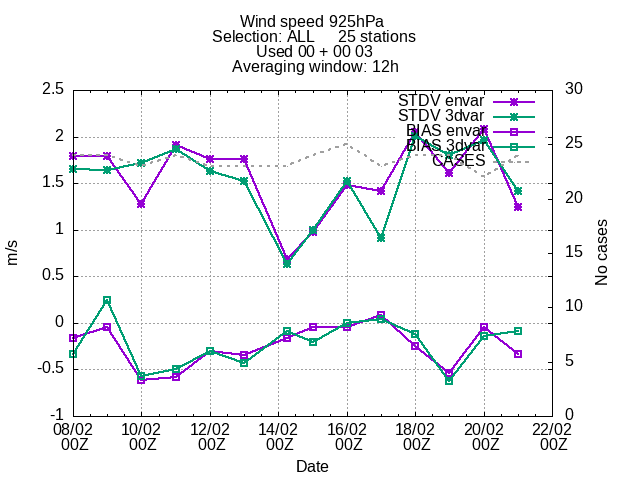 Wind speed 925hPa
Selection: ALL 25 stations
Used 00 + 00 03
Averaging window: 12h
STDV envar
STDV 3dvar
BIAS envar
BIAS 3dvar
CASES
2.5
2
1.5
1
0.5
0
-0.5
-1
m/s
30
25
20
15
10
5
0
No cases
08/02 10/02 12/02 14/02 16/02 18/02 20/02 22/02
00Z 00Z 00Z 00Z 00Z 00Z 00Z 00Z
Date